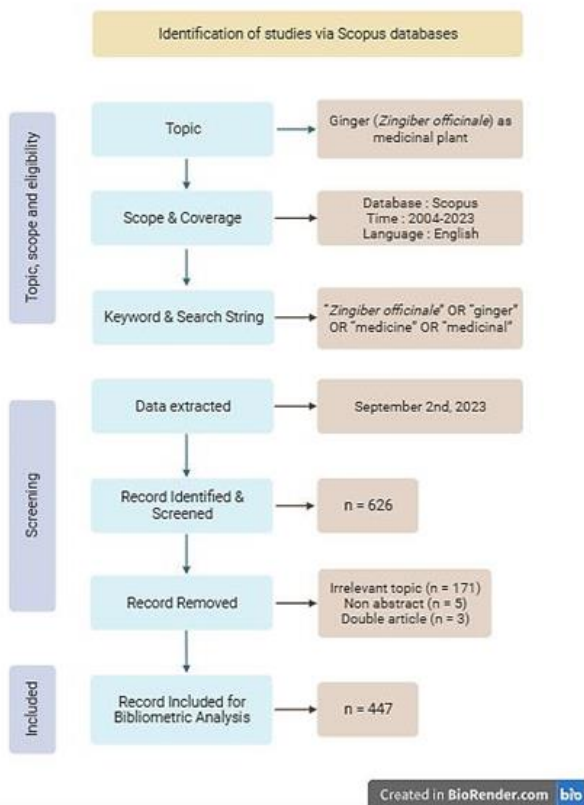 Identification of studies via Scopus databases
Topic, scope and eligibility
Topic
Ginger (Zingiber officinale) as
medicinal plant
Scope & Coverage
Database : Scopus
Time : 2004-2023
Language : English
Keyword & Search String
“Zingiber officinale” OR “ginger”
OR “medicine” OR “medicinal”
Screening
Data extracted
September 2nd, 2023
Record Identified &
Screened
n = 626
Record Removed
Irrelevant topic (n = 171)
Non abstract (n = 5)
Double article (n = 3)
Included
Record Included for
Bibliometric Analysis
n = 447
Created in BioRender.com bio